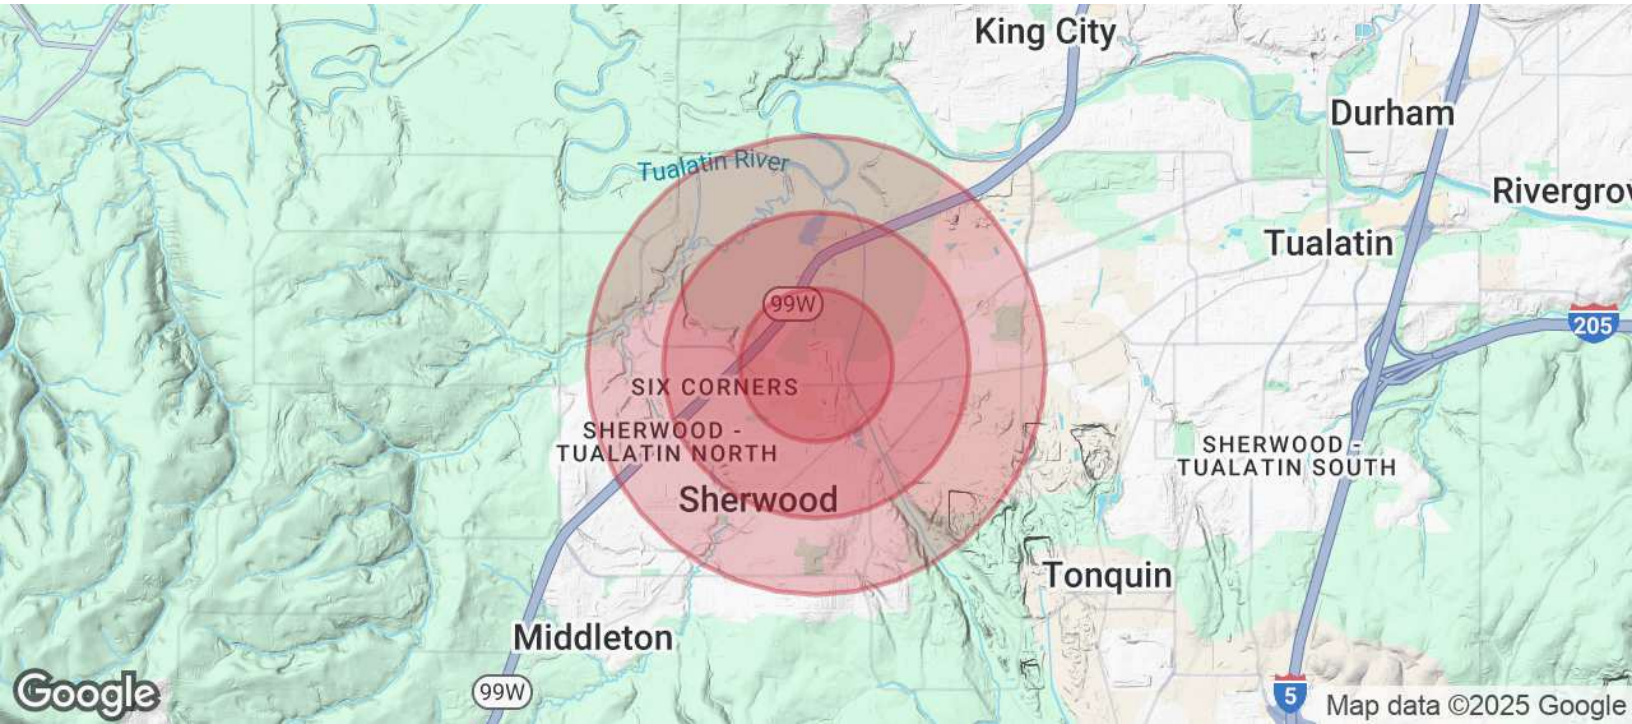 King City
Durham
Tualatin River
Rivergrov
Tualatin
99W
205
SIX CORNERS
SHERWOOD -
TUALATIN NORTH
SHERWOOD -
TUALATIN SOUTH
Sherwood
Tonquin
Middleton
99W
5
Google
Map data ©2025 Google